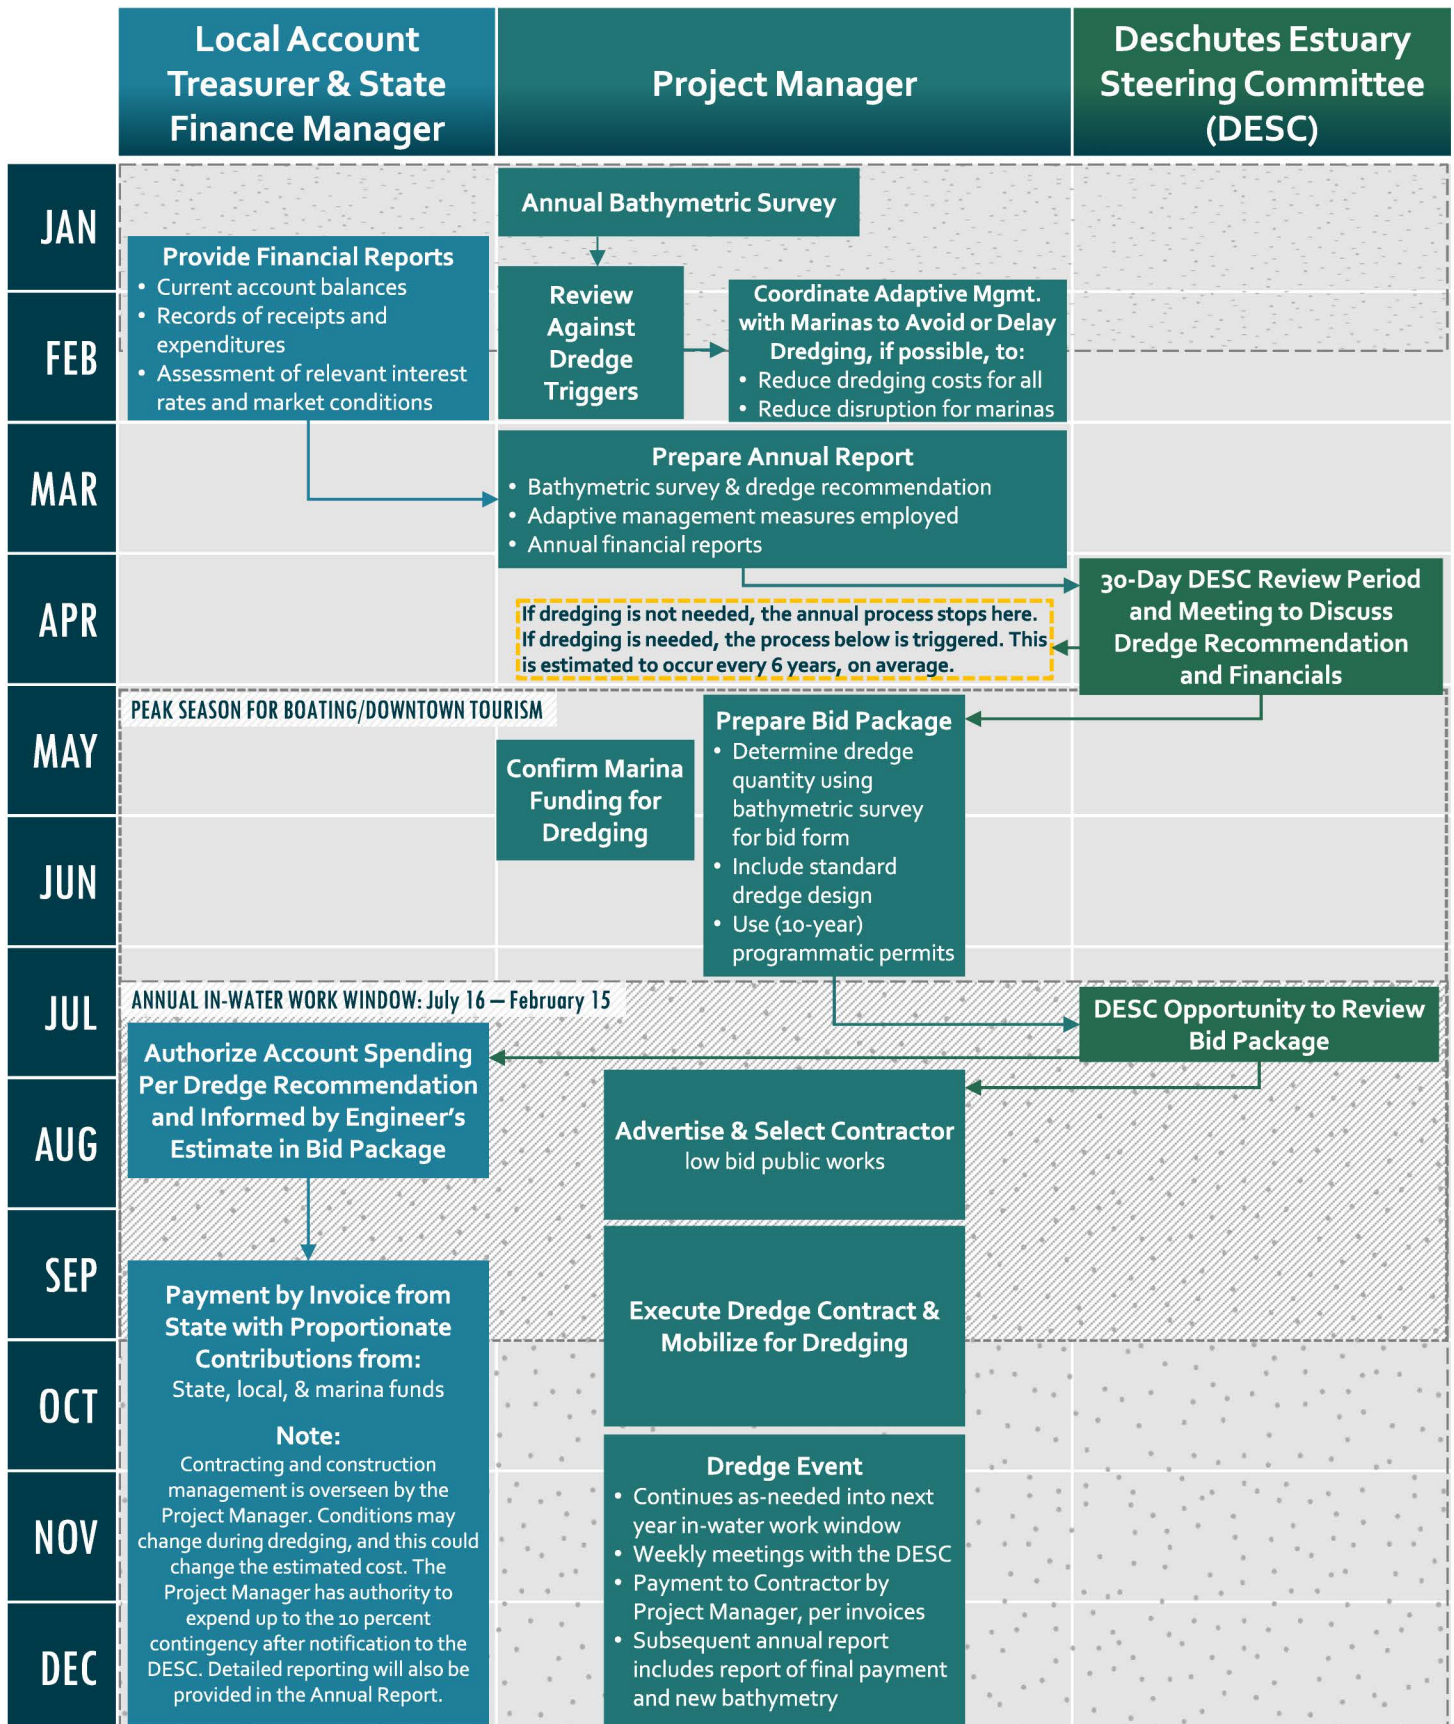 Local Account
Treasurer & State
Finance Manager
Project Manager
Deschutes Estuary
Steering Committee
(DESC)
JAN
Annual Bathymetric Survey
Provide Financial Reports
• Current account balances
• Records of receipts and
expenditures
• Assessment of relevant interest
rates and market conditions
Review
Against
Dredge
Triggers
Coordinate Adaptive Mgmt.
with Marinas to Avoid or Delay
Dredging, if possible, to:
• Reduce dredging costs for all
• Reduce disruption for marinas
FEB
MAR
Prepare Annual Report
• Bathymetric survey & dredge recommendation
• Adaptive management measures employed
• Annual financial reports
APR
30-Day DESC Review Period
and Meeting to Discuss
Dredge Recommendation
and Financials
If dredging is not needed, the annual process stops here.
If dredging is needed, the process below is triggered. This
is estimated to occur every 6 years, on average.
PEAK SEASON FOR BOATING/DOWNTOWN TOURISM
MAY
Confirm Marina
Funding for
Dredging
Prepare Bid Package
• Determine dredge
quantity using
bathymetric survey
for bid form
• Include standard
dredge design
• Use (10-year)
programmatic permits
JUN
JUL
ANNUAL IN-WATER WORK WINDOW: July 16 – February 15
DESC Opportunity to Review
Bid Package
Authorize Account Spending
Per Dredge Recommendation
and Informed by Engineer's
Estimate in Bid Package
AUG
Advertise & Select Contractor
low bid public works
SEP
Payment by Invoice from
State with Proportionate
Contributions from:
State, local, & marina funds
Note:
Contracting and construction
management is overseen by the
Project Manager. Conditions may
change during dredging, and this could
change the estimated cost. The
Project Manager has authority to
expend up to the 10 percent
contingency after notification to the
DESC. Detailed reporting will also be
provided in the Annual Report.
Execute Dredge Contract &
Mobilize for Dredging
OCT
Dredge Event
• Continues as-needed into next
year in-water work window
• Weekly meetings with the DESC
• Payment to Contractor by
Project Manager, per invoices
• Subsequent annual report
includes report of final payment
and new bathymetry
NOV
DEC